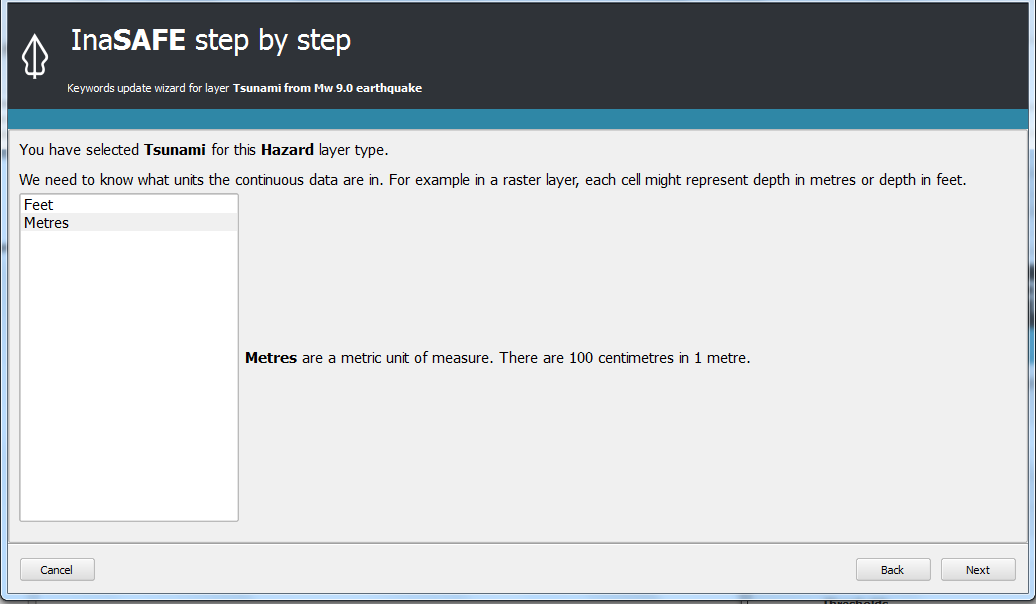 InaSAFE step by step
Keywords update wizard for layer Tsunami from Mw 9.0 earthquake
You have selected Tsunami for this Hazard layer type.
We need to know what units the continuous data are in. For example in a raster layer, each cell might represent depth in metres or depth in feet.
Feet
Metres
Metres are a metric unit of measure. There are 100 centimetres in 1 metre.
Cancel
Back
Next
Thresholds